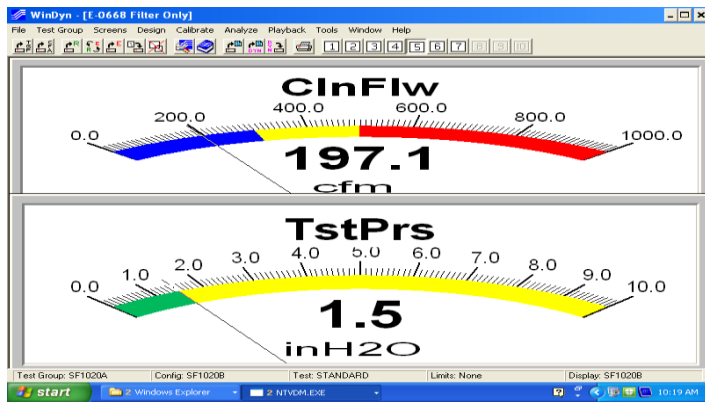 WinDyn - [E-0668 Filter Only]
File Test Group Screens Design Calibrate Analyze Playback Tools Window Help
1 2 3 4 5 6 7 8 9 10
ClnFlw
0.0 200.0 400.0 600.0 800.0 1000.0
197.1
cfm
TstPrs
0.0 1.0 2.0 3.0 4.0 5.0 6.0 7.0 8.0 9.0 10.0
1.5
inH2O
Test Group: SF1020A Config: SF1020B Test: STANDARD Limits: None Display: SF1020B
start 2 Windows Explorer 2 NTVDM.EXE 10:19 AM